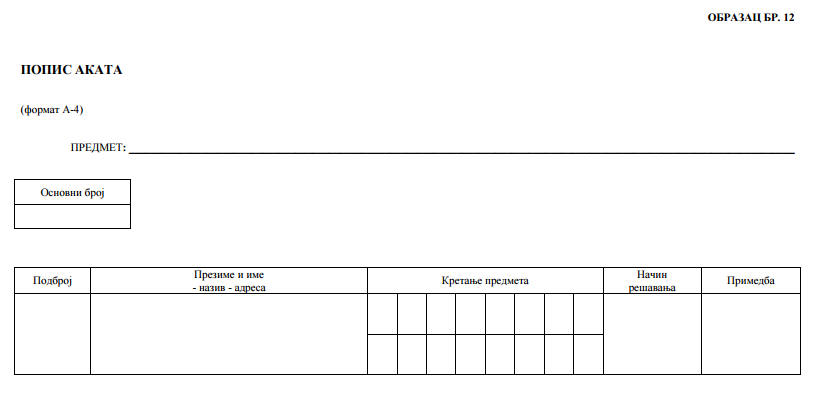 ОБРАЗАЦ БР. 12
ПОПИС АКАТА
(формат А-4)
ПРЕДМЕТ:
Основни број
Подброј
Презиме и име
- назив - адреса
Кретање предмета
Начин
решавања
Примедба